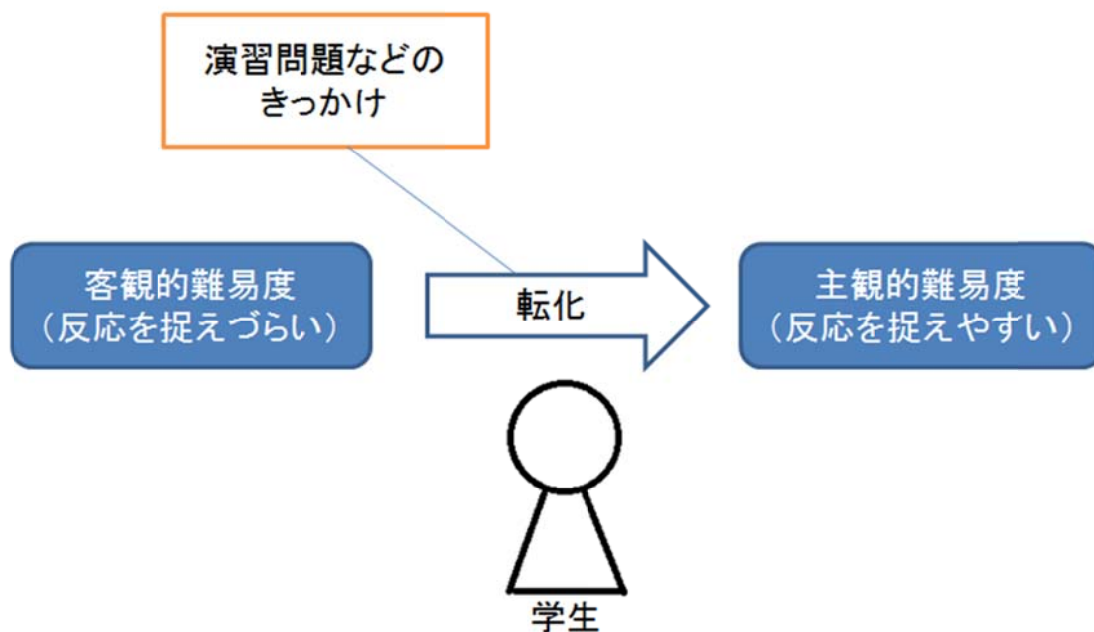 演習問題などの
きっかけ
客観的難易度
（反応を捉えづらい）
転化
主観的難易度
（反応を捉えやすい）
学生